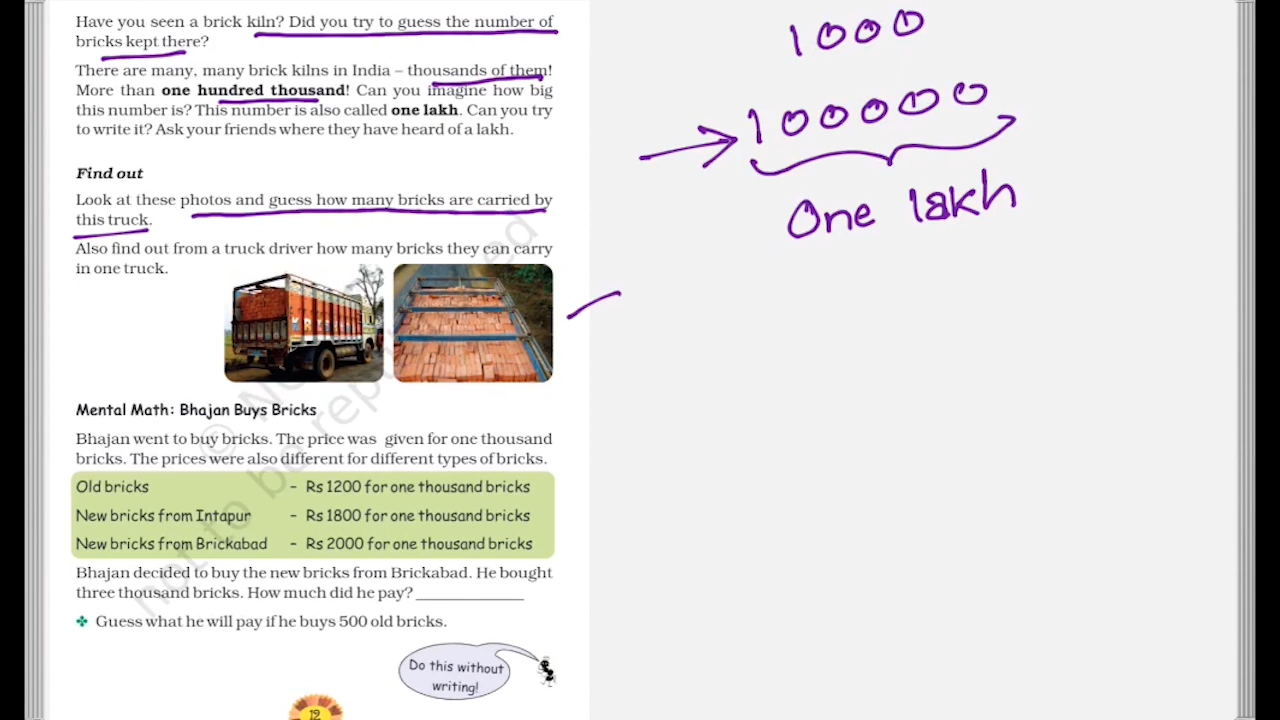 Have you seen a brick kiln? Did you try to guess the number of
bricks kept there?
There are many, many brick kilns in India – thousands of them!
More than one hundred thousand! Can you imagine how big
this number is? This number is also called one lakh. Can you try
to write it? Ask your friends where they have heard of a lakh.
Find out
Look at these photos and guess how many bricks are carried by
this truck.
Also find out from a truck driver how many bricks they can carry
in one truck.
Mental Math: Bhajan Buys Bricks
Bhajan went to buy bricks. The price was given for one thousand
bricks. The prices were also different for different types of bricks.
Old bricks – Rs 1200 for one thousand bricks
New bricks from Intapur – Rs 1800 for one thousand bricks
New bricks from Brickabad – Rs 2000 for one thousand bricks
Bhajan decided to buy the new bricks from Brickabad. He bought
three thousand bricks. How much did he pay? ____________
❖ Guess what he will pay if he buys 500 old bricks.
Do this without
writing!
12
1000
100000
One lakh
not to be rep